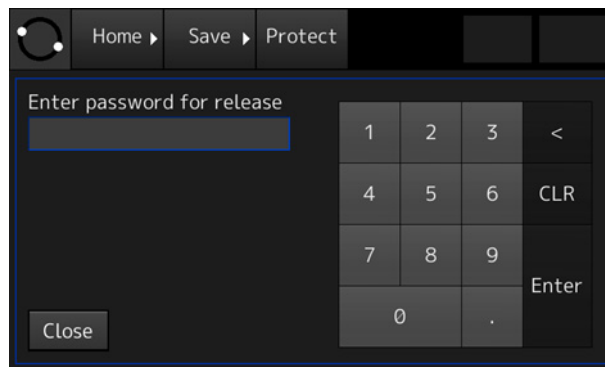 Home Save Protect
Enter password for release
1 2 3 <
4 5 6 CLR
7 8 9
Enter
0 .
Close